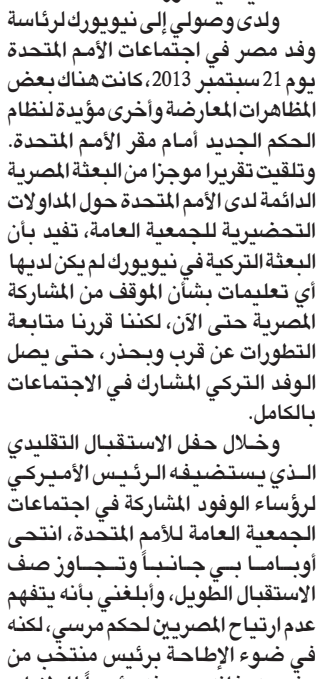 ولدى وصولي إلى نيويورك لرئاسة
وفد مصر في اجتماعات الأمم المتحدة
يوم 21 سبتمبر 2013، كانت هناك بعض
المظاهرات المعارضة وأخرى مؤيدة لنظام
الحكم الجديد أمام مقر الأمم المتحدة.
وتلقيت تقريرا موجزا من البعثة المصرية
الدائمة لدى الأمم المتحدة حول المداولات
التحضيرية للجمعية العامة، تفيد بأن
البعثة التركية في نيويورك لم يكن لديها
أي تعليمات بشأن الموقف من المشاركة
المصرية حتى الآن، لكننا قررنا متابعة
التطورات عن قرب وبحذر، حتى يصل
الوفد التركي المشارك في الاجتماعات
بالكامل.
وخلال حفل الاستقبال التقليدي
الذي يستضيفه الرئيس الأميركي
لرؤساء الوفود المشاركة في اجتماعات
الجمعية العامة للأمم المتحدة، انتحى
أوباما بي جانباً وتجاوز صف
الاستقبال الطويل، وأبلغني بأنه يتفهم
عدم ارتياح المصريين لحكم مرسي، لكنه
في ضوء الإطاحة برئيس منتخب من